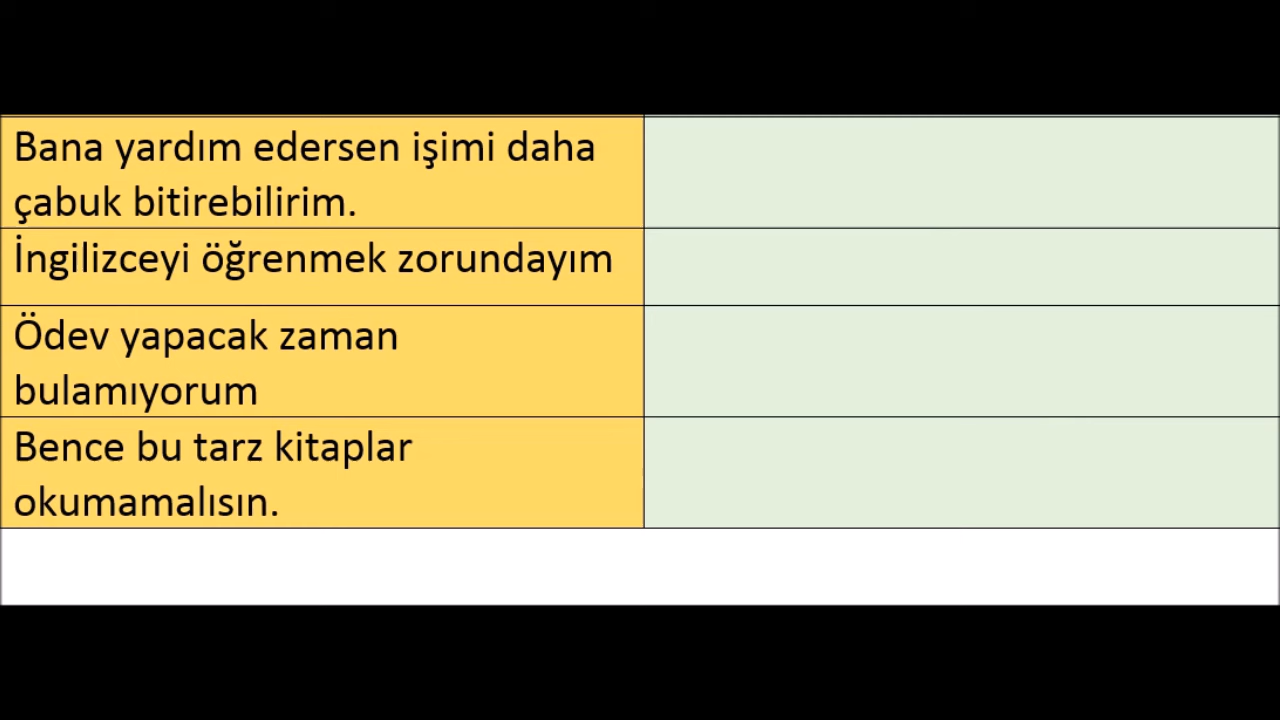 Bana yardım edersen işimi daha
çabuk bitirebilirim.
İngilizceyi öğrenmek zorundayım
Ödev yapacak zaman
bulamıyorum
Bence bu tarz kitaplar
okumamalısın.